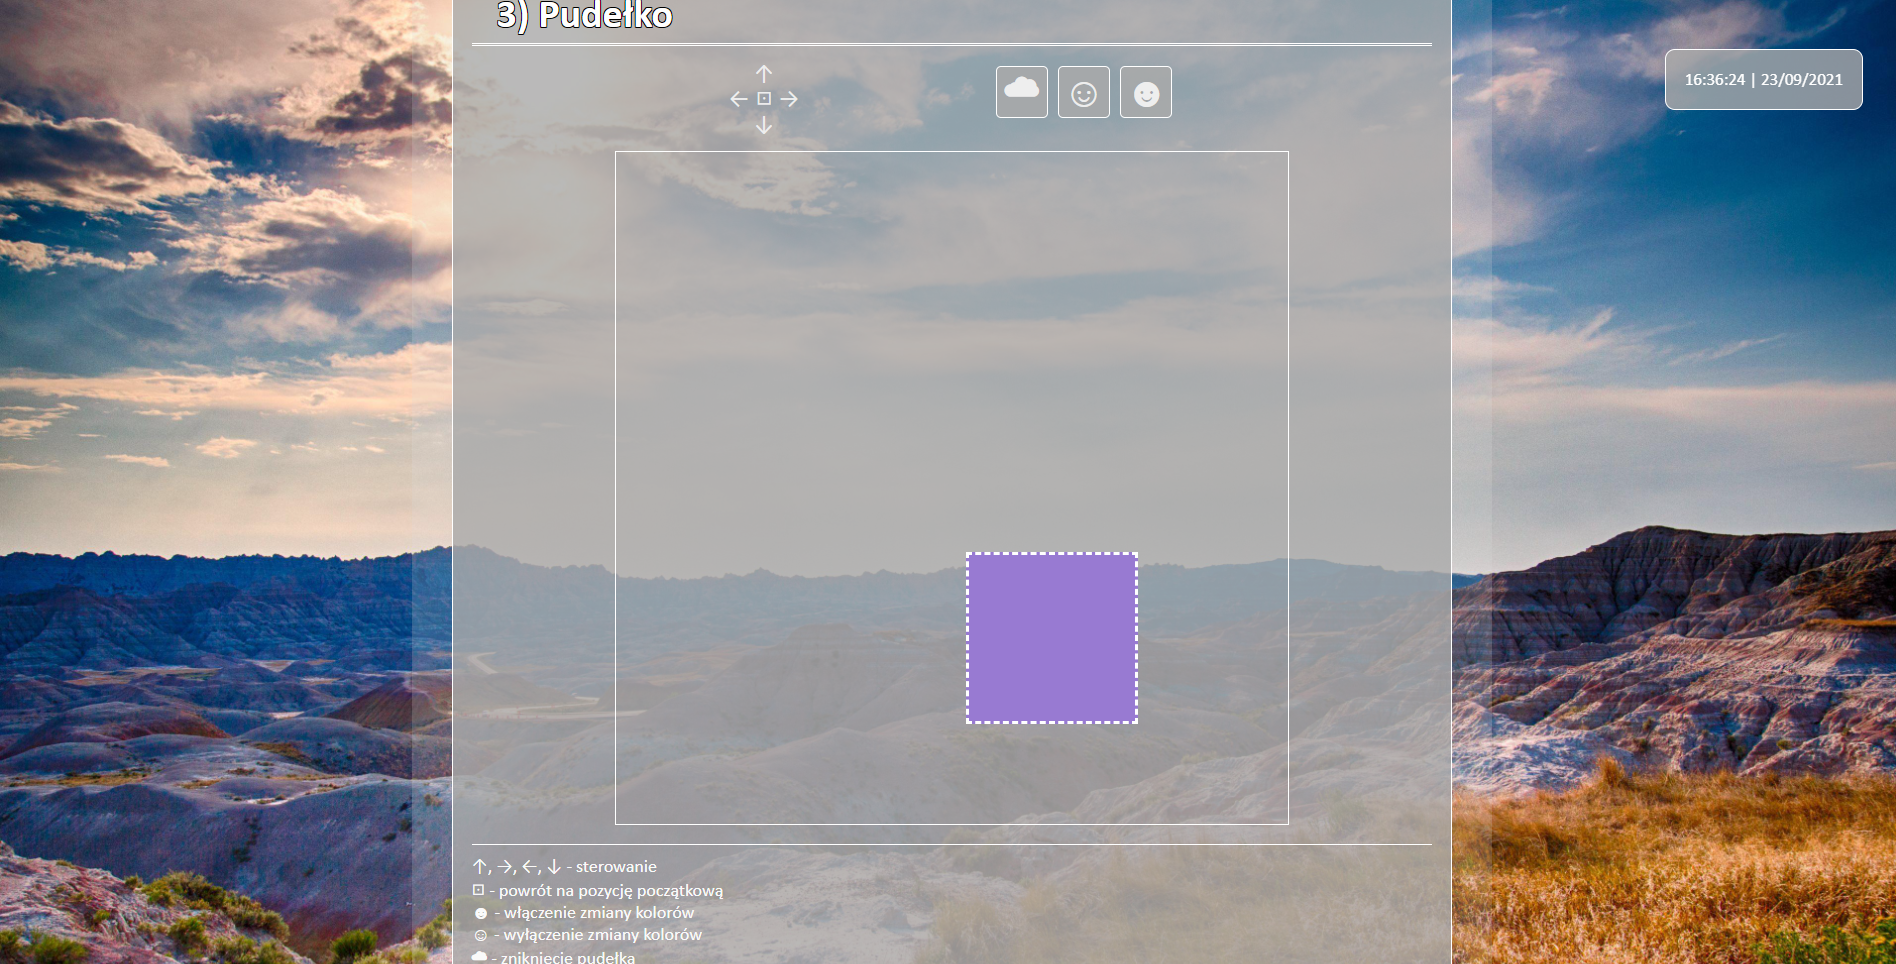 3) Pudełko
16:36:24 | 23/09/2021
↑
← ⊡ →
↓
☁ ☺ ☻
↑, →, ←, ↓ - sterowanie
⊡ - powrót na pozycję początkową
☻ - włączenie zmiany kolorów
☺ - wyłączenie zmiany kolorów
☁ - zniknięcie pudełka